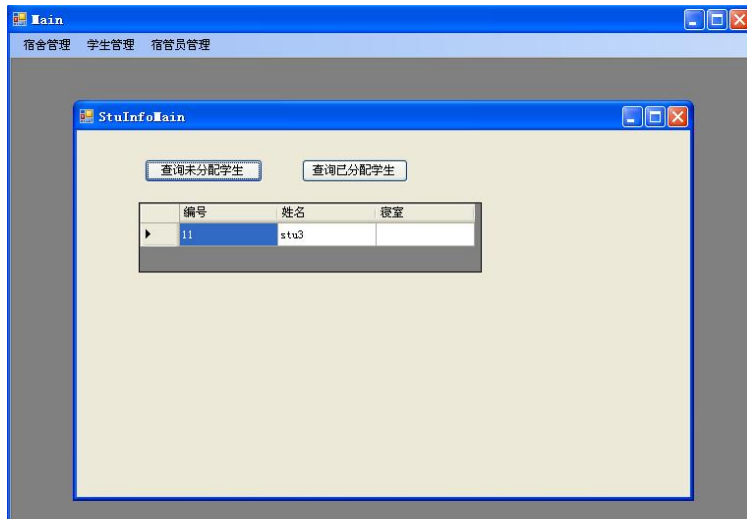 Main
宿舍管理 学生管理 宿管员管理
StuInfoMain
查询未分配学生 查询已分配学生
编号 姓名 寝室
11 stu3